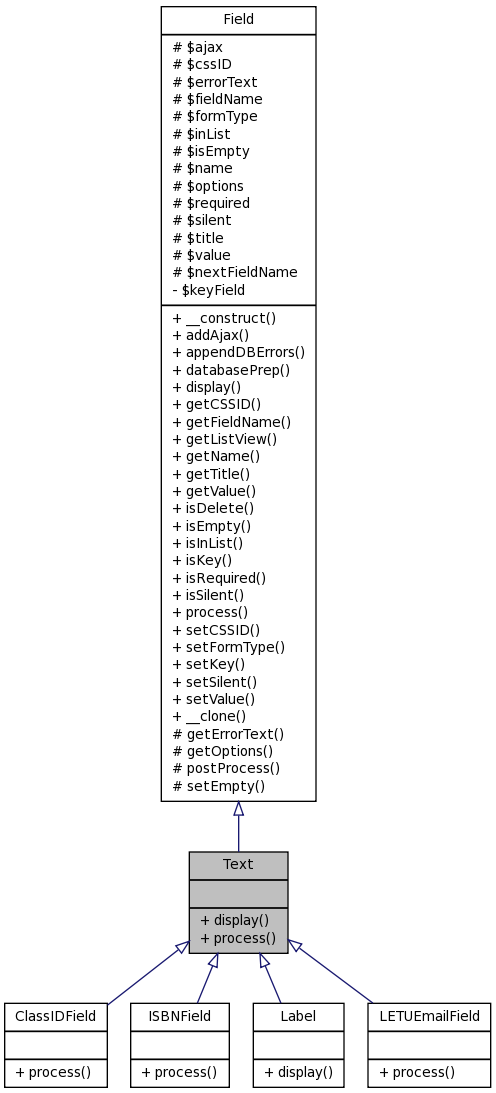 Field
# $ajax
# $cssID
# $errorText
# $fieldName
# $formType
# $inList
# $isEmpty
# $name
# $options
# $required
# $silent
# $title
# $value
# $nextFieldName
- $keyField
+ __construct()
+ addAjax()
+ appendDBErrors()
+ databasePrep()
+ display()
+ getCSSID()
+ getFieldName()
+ getListView()
+ getName()
+ getTitle()
+ getValue()
+ isDelete()
+ isEmpty()
+ isInList()
+ isKey()
+ isRequired()
+ isSilent()
+ process()
+ setCSSID()
+ setFormType()
+ setKey()
+ setSilent()
+ setValue()
+ __clone()
# getErrorText()
# getOptions()
# postProcess()
# setEmpty()
Text
+ display()
+ process()
ClassIDField
+ process()
ISBNField
+ process()
Label
+ display()
LETUEmailField
+ process()